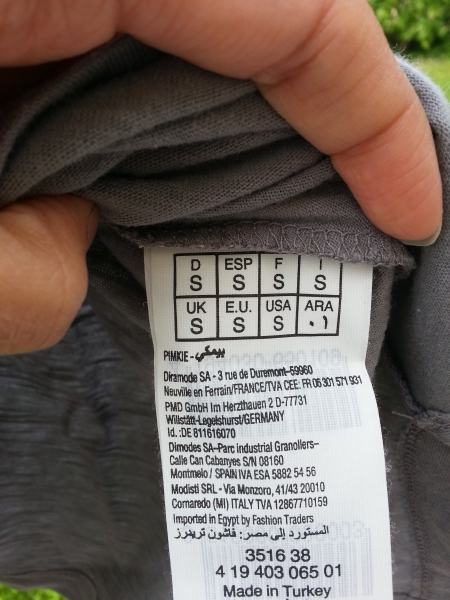 D ESP F I
S S S S
UK E.U. USA ARA
S S S ٠١
PIMKIE - بيمكي
Diramode SA - 3 rue de Duremont-59960
Neuville en Ferrain/FRANCE/TVA CEE: FR 06 301 571 931
PMD GmbH Im Herzthauen 2 D-77731
Willstätt-Legelshurst/GERMANY
Id.:DE 811616070
Dimodes SA-Parc industrial Granollers-
Calle Can Cabanyes S/N 08160
Montmelo / SPAIN IVA ESA 5882 54 56
Modisti SRL - Via Monzoro, 41/43 20010
Cornaredo (MI) ITALY TVA 12867710159
Imported in Egypt by Fashion Traders
المستورد إلى مصر: فاشون تريدرز
3516 38
4 19 403 065 01
Made in Turkey